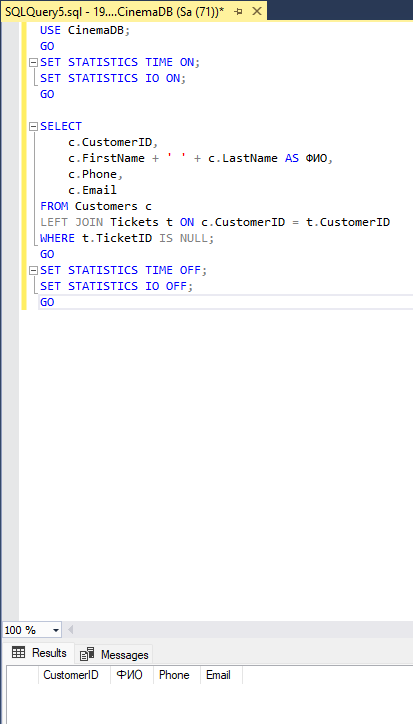 SQLQuery5.sql - 19....CinemaDB (Sa (71))*
USE CinemaDB;
GO
SET STATISTICS TIME ON;
SET STATISTICS IO ON;
GO
SELECT
c.CustomerID,
c.FirstName + ' ' + c.LastName AS ФИО,
c.Phone,
c.Email
FROM Customers c
LEFT JOIN Tickets t ON c.CustomerID = t.CustomerID
WHERE t.TicketID IS NULL;
GO
SET STATISTICS TIME OFF;
SET STATISTICS IO OFF;
GO
100 %
Results Messages
CustomerID ФИО Phone Email